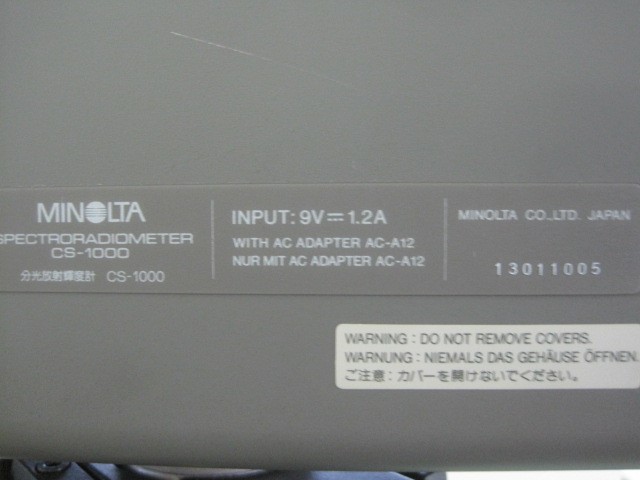 MINOLTA
SPECTRORADIOMETER
CS-1000
分光放射輝度計 CS-1000
INPUT: 9V⎓1.2A
WITH AC ADAPTER AC-A12
NUR MIT AC ADAPTER AC-A12
MINOLTA CO.,LTD. JAPAN
13011005
WARNING : DO NOT REMOVE COVERS.
WARNUNG : NIEMALS DAS GEHÄUSE ÖFFNEN.
ご注意 : カバーを開けないでください。